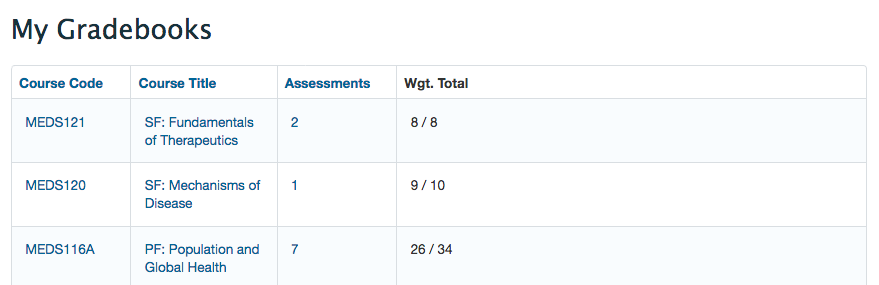 My Gradebooks
Course Code Course Title Assessments Wgt. Total
MEDS121 SF: Fundamentals of Therapeutics 2 8 / 8
MEDS120 SF: Mechanisms of Disease 1 9 / 10
MEDS116A PF: Population and Global Health 7 26 / 34